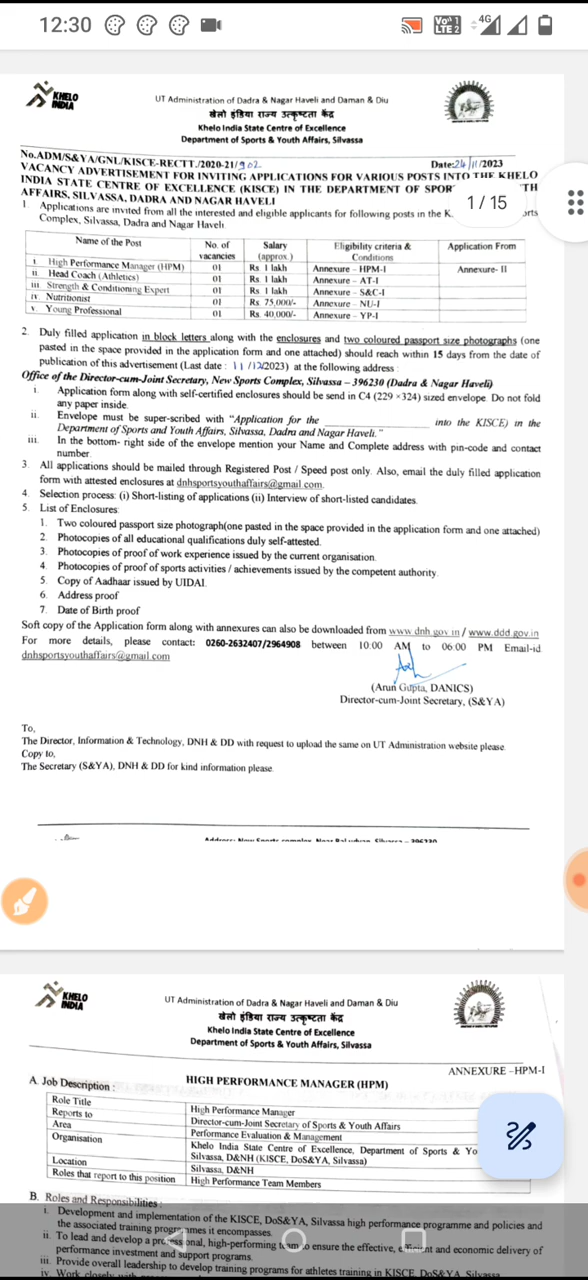 12:30
Vo 1
LTE 2
4G
KHELO
INDIA
UT Administration of Dadra & Nagar Haveli and Daman & Diu
खेलो इंडिया राज्य उत्कृष्टता केंद्र
Khelo India State Centre of Excellence
Department of Sports & Youth Affairs, Silvassa
No.ADM/S&YA/GNL/KISCE-RECTT./2020-21/902 Date:24/11/2023
VACANCY ADVERTISEMENT FOR INVITING APPLICATIONS FOR VARIOUS POSTS INTO THE KHELO
INDIA STATE CENTRE OF EXCELLENCE (KISCE) IN THE DEPARTMENT OF SPOR TH
AFFAIRS, SILVASSA, DADRA AND NAGAR HAVELI
1/15
1. Applications are invited from all the interested and eligible applicants for following posts in the K orts
Complex, Silvassa, Dadra and Nagar Haveli
Name of the Post No. of vacancies Salary (approx.) Eligibility criteria & Conditions Application From
i. High Performance Manager (HPM) 01 Rs. 1 lakh Annexure - HPM-I Annexure- II
ii. Head Coach (Athletics) 01 Rs. 1 lakh Annexure - AT-I
iii. Strength & Conditioning Expert 01 Rs. 1 lakh Annexure - S&C-I
iv. Nutritionist 01 Rs. 75,000/- Annexure - NU-I
v. Young Professional 01 Rs. 40,000/- Annexure - YP-I
2. Duly filled application in block letters along with the enclosures and two coloured passport size photographs (one
pasted in the space provided in the application form and one attached) should reach within 15 days from the date of
publication of this advertisement (Last date : 11/12/2023) at the following address :
Office of the Director-cum-Joint Secretary, New Sports Complex, Silvassa – 396230 (Dadra & Nagar Haveli)
i. Application form along with self-certified enclosures should be send in C4 (229 × 324) sized envelope. Do not fold
any paper inside.
ii. Envelope must be super-scribed with "Application for the ____________ into the KISCE) in the
Department of Sports and Youth Affairs, Silvassa, Dadra and Nagar Haveli."
iii. In the bottom- right side of the envelope mention your Name and Complete address with pin-code and contact
number.
3. All applications should be mailed through Registered Post / Speed post only. Also, email the duly filled application
form with attested enclosures at dnhsportsyouthaffairs@gmail.com.
4. Selection process: (i) Short-listing of applications (ii) Interview of short-listed candidates.
5. List of Enclosures:
1. Two coloured passport size photograph(one pasted in the space provided in the application form and one attached)
2. Photocopies of all educational qualifications duly self-attested.
3. Photocopies of proof of work experience issued by the current organisation.
4. Photocopies of proof of sports activities / achievements issued by the competent authority.
5. Copy of Aadhaar issued by UIDAI.
6. Address proof
7. Date of Birth proof
Soft copy of the Application form along with annexures can also be downloaded from www.dnh.gov.in / www.ddd.gov.in
For more details, please contact: 0260-2632407/2964908 between 10:00 AM to 06:00 PM Email-id
dnhsportsyouthaffairs@gmail.com
(Arun Gupta, DANICS)
Director-cum-Joint Secretary, (S&YA)
To,
The Director, Information & Technology, DNH & DD with request to upload the same on UT Administration website please.
Copy to,
The Secretary (S&YA), DNH & DD for kind information please.
KHELO
INDIA
UT Administration of Dadra & Nagar Haveli and Daman & Diu
खेलो इंडिया राज्य उत्कृष्टता केंद्र
Khelo India State Centre of Excellence
Department of Sports & Youth Affairs, Silvassa
ANNEXURE -HPM-I
HIGH PERFORMANCE MANAGER (HPM)
A. Job Description :
Role Title High Performance Manager
Reports to Director-cum-Joint Secretary of Sports & Youth Affairs
Area Performance Evaluation & Management
Organisation Khelo India State Centre of Excellence, Department of Sports & Yo
Silvassa, D&NH (KISCE, DoS&YA, Silvassa)
Location Silvassa, D&NH
Roles that report to this position High Performance Team Members
B. Roles and Responsibilities :
i. Development and implementation of the KISCE, DoS&YA, Silvassa high performance programme and policies and
the associated training programmes it encompasses.
ii. To lead and develop a professional, high-performing team to ensure the effective, efficient and economic delivery of
performance investment and support programs.
iii. Provide overall leadership to develop training programs for athletes training in KISCE, DoS&YA, Silvassa
iv. Work closely with